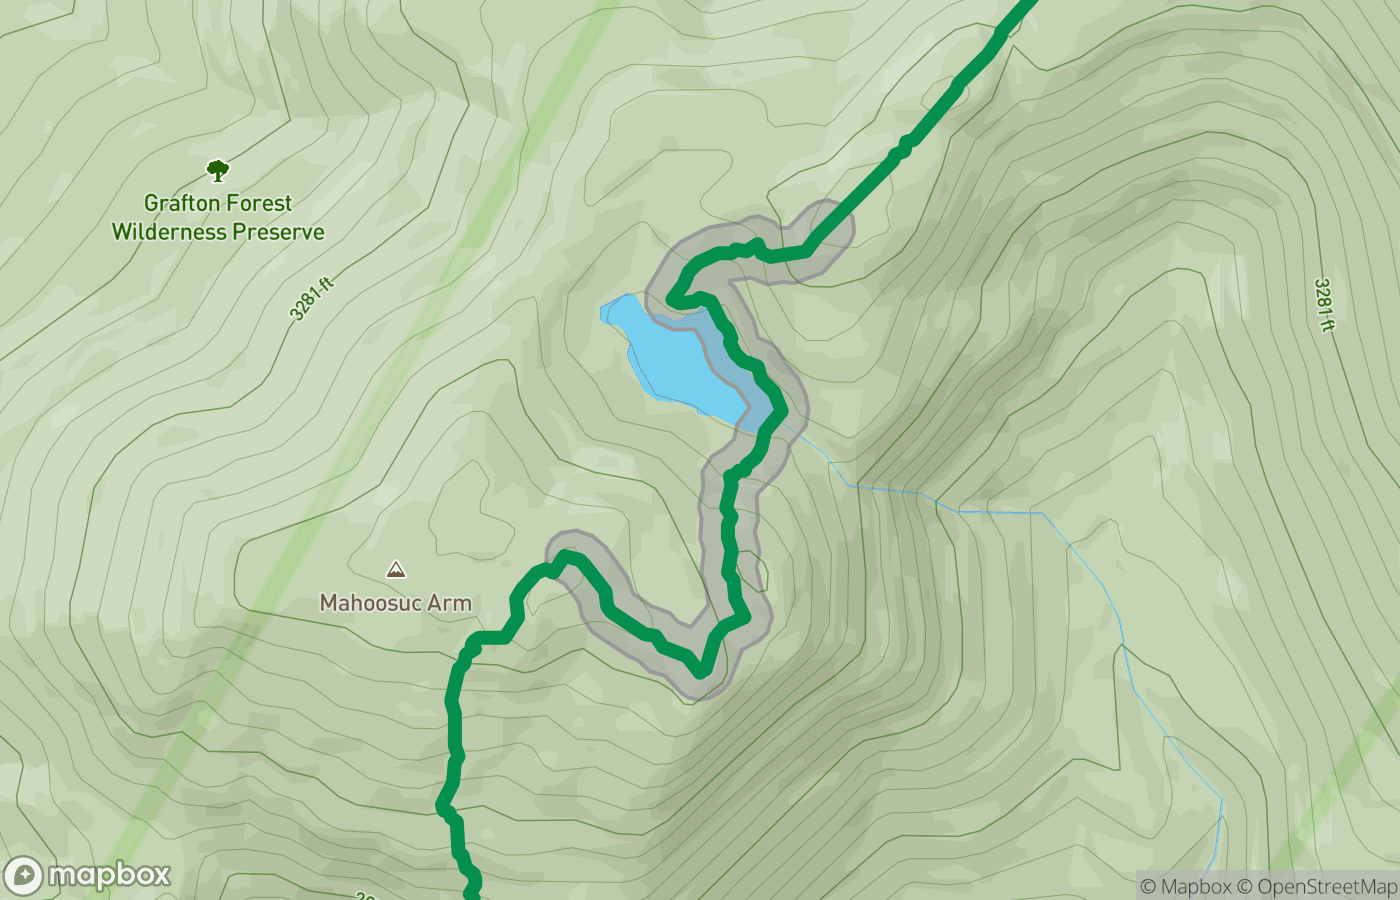 Grafton Forest
Wilderness Preserve
3281 ft
3281 ft
Mahoosuc Arm
mapbox
© Mapbox © OpenStreetMap